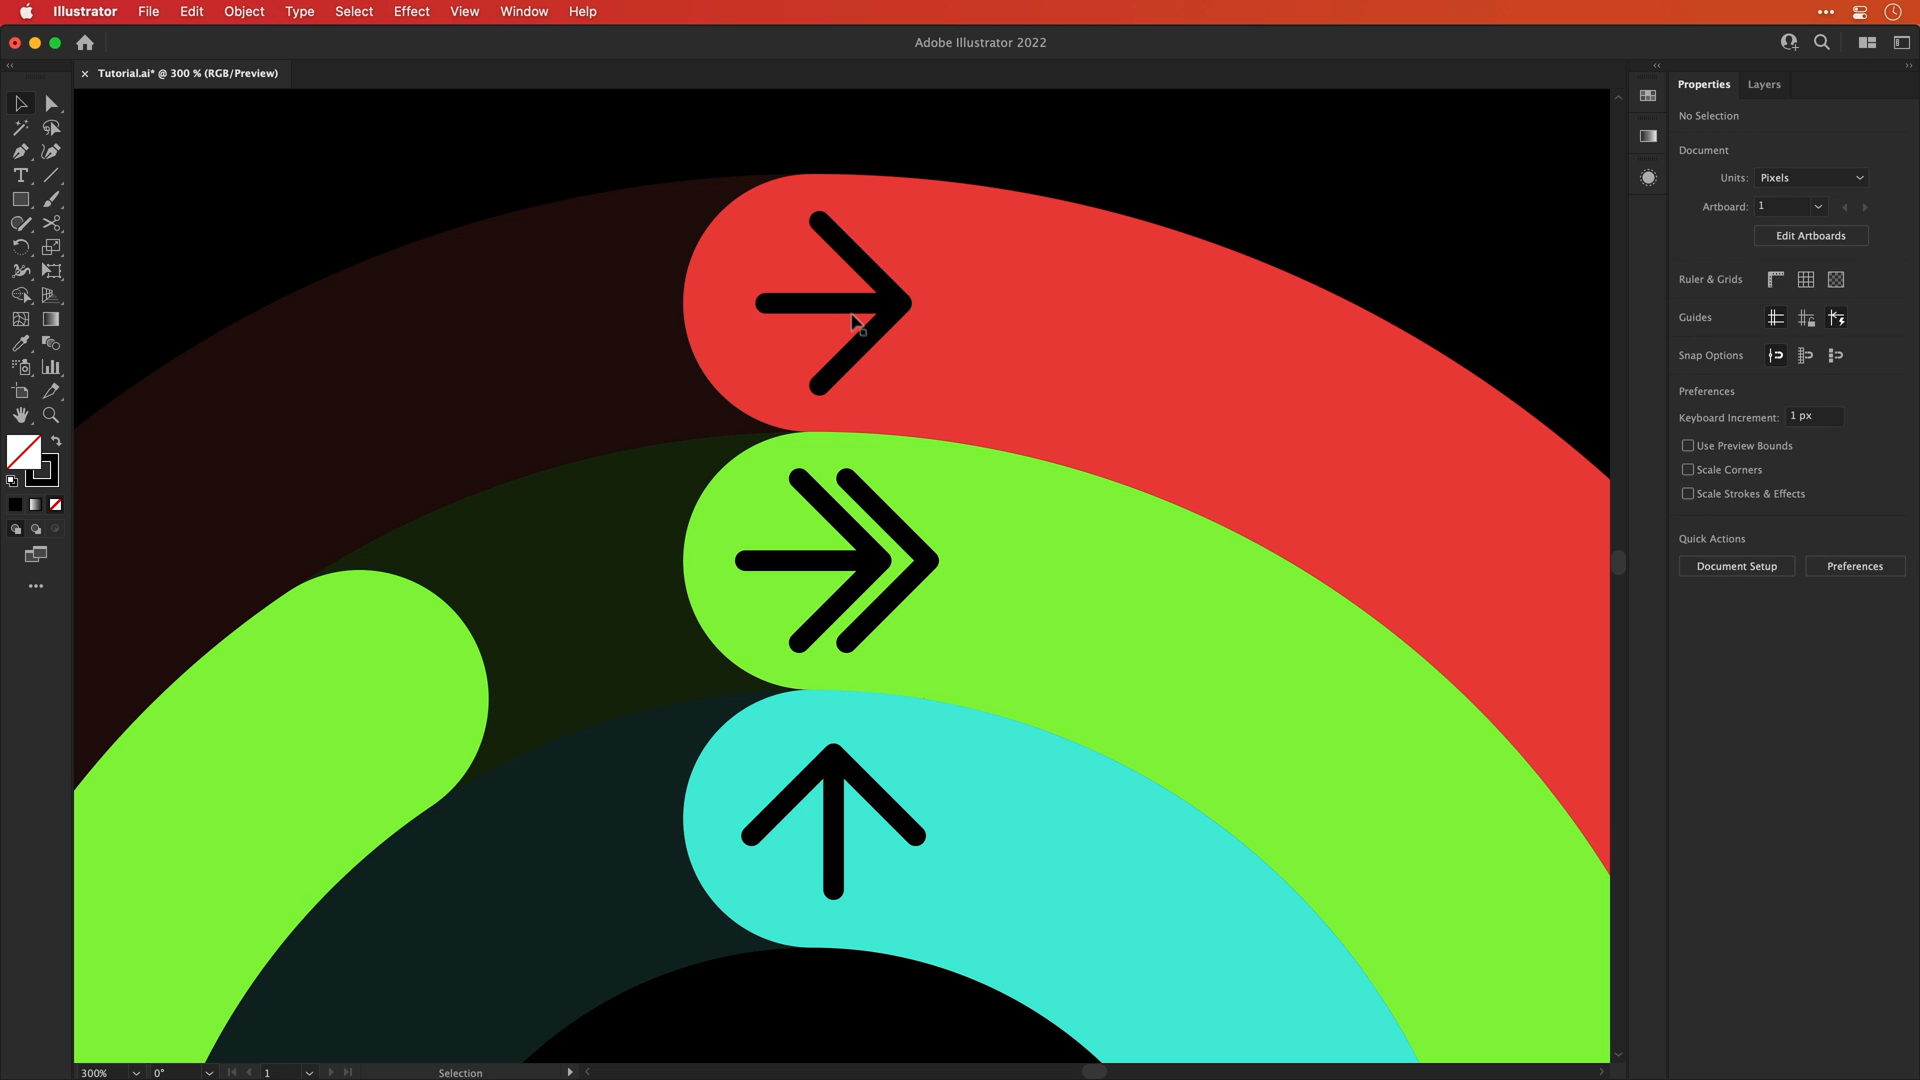 Illustrator File Edit Object Type Select Effect View Window Help
Adobe Illustrator 2022
Tutorial.ai* @ 300 % (RGB/Preview)
Properties Layers
No Selection
Document
Units: Pixels
Artboard: 1
Edit Artboards
Ruler & Grids
Guides
Snap Options
Preferences
Keyboard Increment: 1 px
Use Preview Bounds
Scale Corners
Scale Strokes & Effects
Quick Actions
Document Setup Preferences
300% 0° 1 Selection